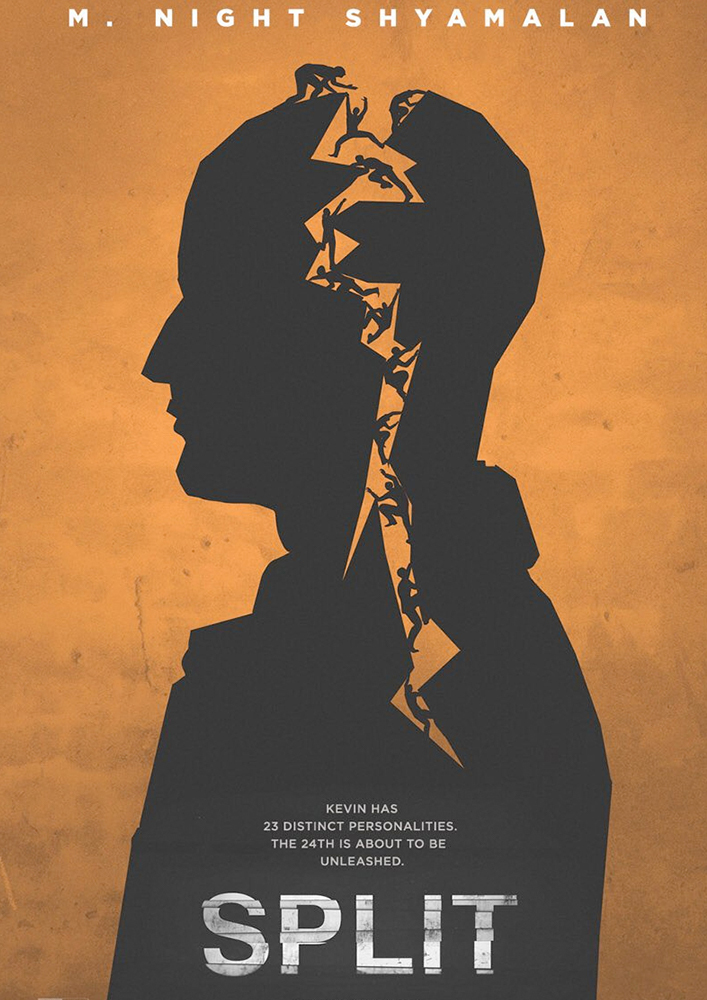 M. NIGHT SHYAMALAN
KEVIN HAS
23 DISTINCT PERSONALITIES.
THE 24TH IS ABOUT TO BE
UNLEASHED.
SPLIT